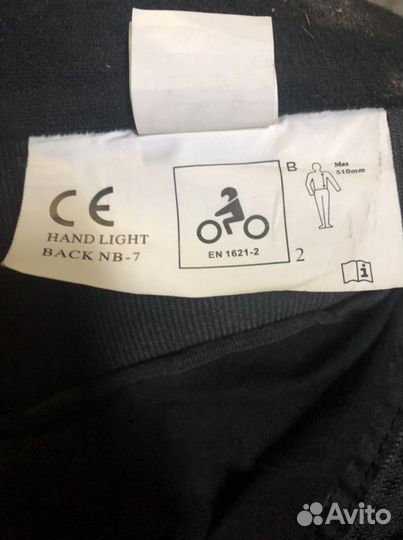 CE
HAND LIGHT
BACK NB-7
EN 1621-2
B
2
Max
510mm
i
Avito